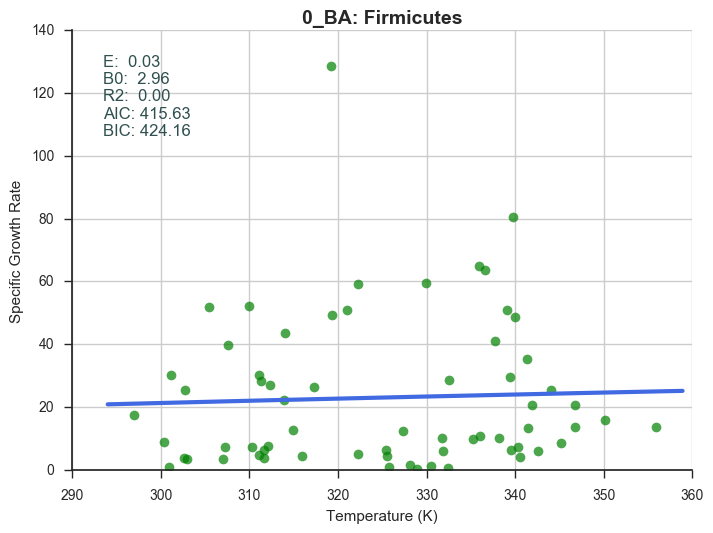 0_BA: Firmicutes
140
120
100
80
60
40
20
0
E: 0.03
B0: 2.96
R2: 0.00
AIC: 415.63
BIC: 424.16
Specific Growth Rate
290 300 310 320 330 340 350 360
Temperature (K)